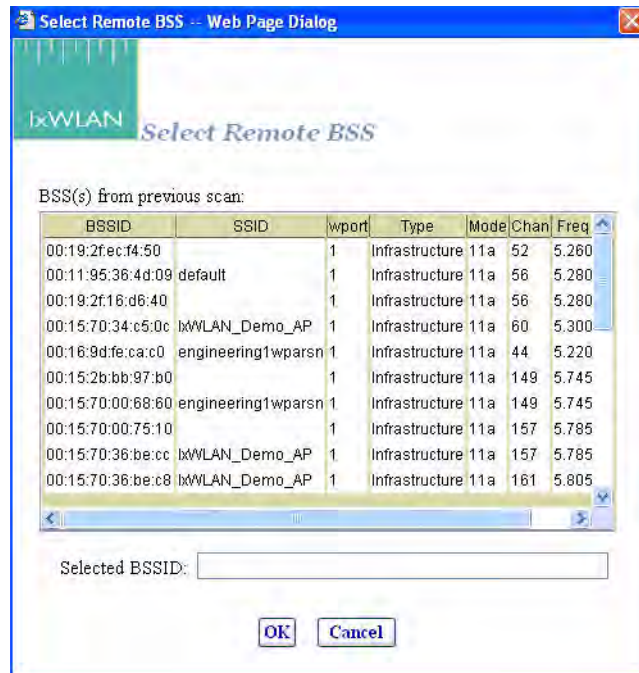 Select Remote BSS -- Web Page Dialog
IxWLAN
Select Remote BSS
BSS(s) from previous scan:
BSSID SSID wport Type Mode Chan Freq
00:19:2f:ec:f4:50 1 Infrastructure 11a 52 5.260
00:11:95:36:4d:09 default 1 Infrastructure 11a 56 5.280
00:19:2f:16:d6:40 1 Infrastructure 11a 56 5.280
00:15:70:34:c5:0c IxWLAN_Demo_AP 1 Infrastructure 11a 60 5.300
00:16:9d:fe:ca:c0 engineering1wparsn 1 Infrastructure 11a 44 5.220
00:15:2b:bb:97:b0 1 Infrastructure 11a 149 5.745
00:15:70:00:68:60 engineering1wparsn 1 Infrastructure 11a 149 5.745
00:15:70:00:75:10 1 Infrastructure 11a 157 5.785
00:15:70:36:be:cc IxWLAN_Demo_AP 1 Infrastructure 11a 157 5.785
00:15:70:36:be:c8 IxWLAN_Demo_AP 1 Infrastructure 11a 161 5.805
Selected BSSID:
OK Cancel